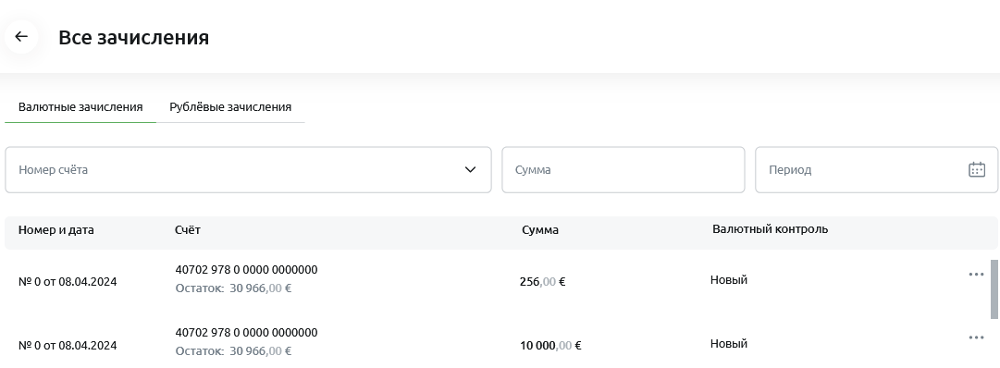 Все зачисления
Валютные зачисления Рублёвые зачисления
Номер счёта Сумма Период
Номер и дата Счёт Сумма Валютный контроль
№ 0 от 08.04.2024 40702 978 0 0000 0000000 256,00 € Новый
Остаток: 30 966,00 €
№ 0 от 08.04.2024 40702 978 0 0000 0000000 10 000,00 € Новый
Остаток: 30 966,00 €